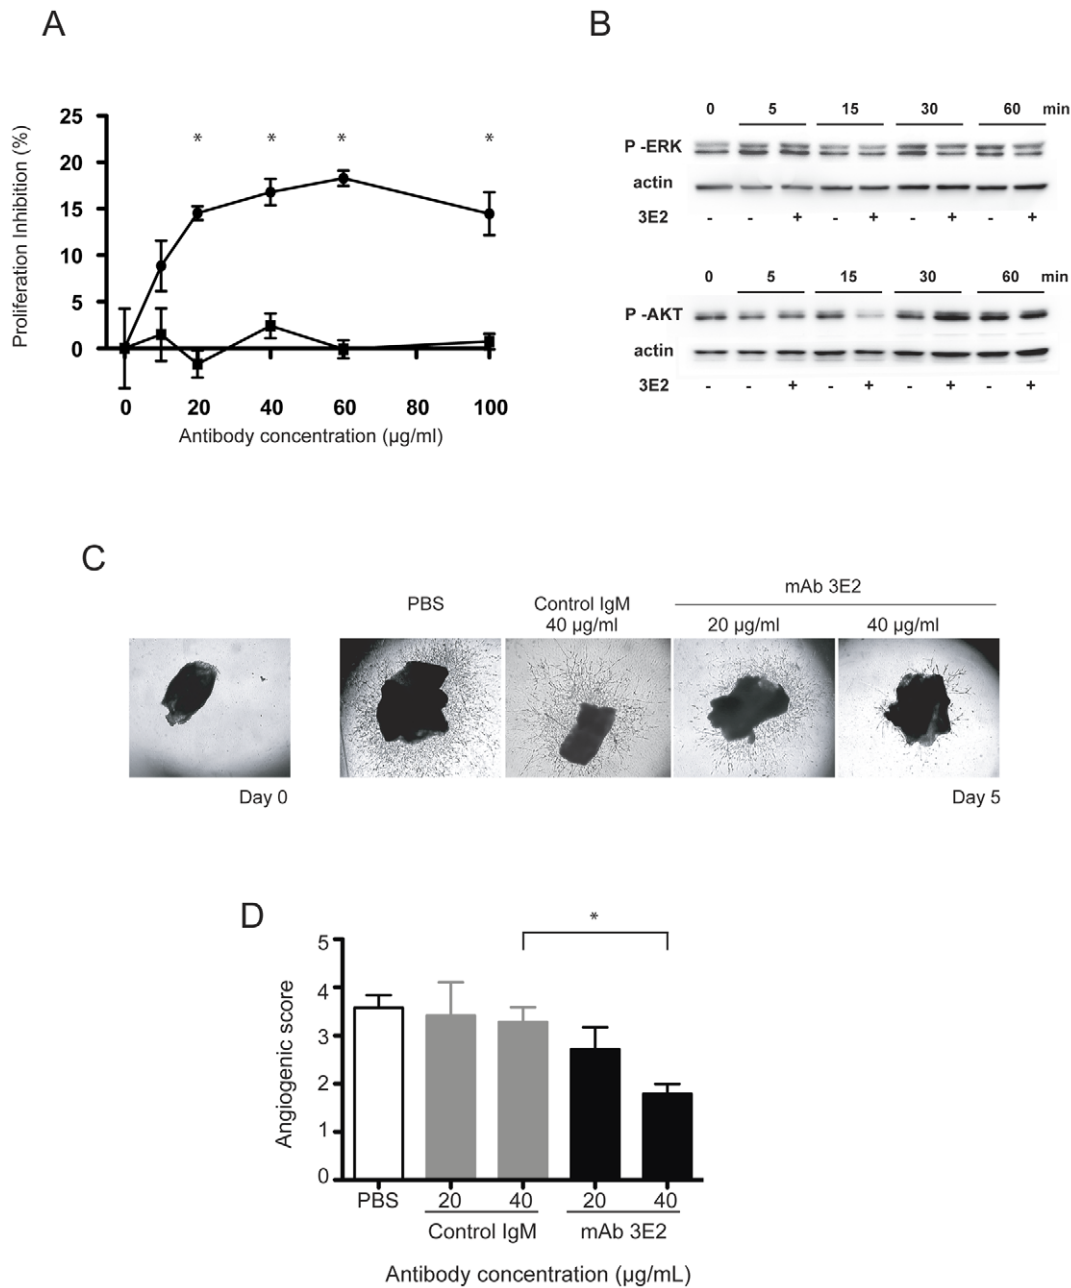 A
Proliferation Inhibition (%)
25
20
15
10
5
0
* * * *
0 20 40 60 80 100
Antibody concentration (µg/ml)
B
0 5 15 30 60 min
P -ERK
actin
3E2 - - + - + - + - +
0 5 15 30 60 min
P -AKT
actin
3E2 - - + - + - + - +
C
PBS
Control IgM
40 µg/ml
mAb 3E2
20 µg/ml 40 µg/ml
Day 0
Day 5
D
*
Angiogenic score
5
4
3
2
1
0
PBS 20 40 20 40
Control IgM mAb 3E2
Antibody concentration (µg/mL)